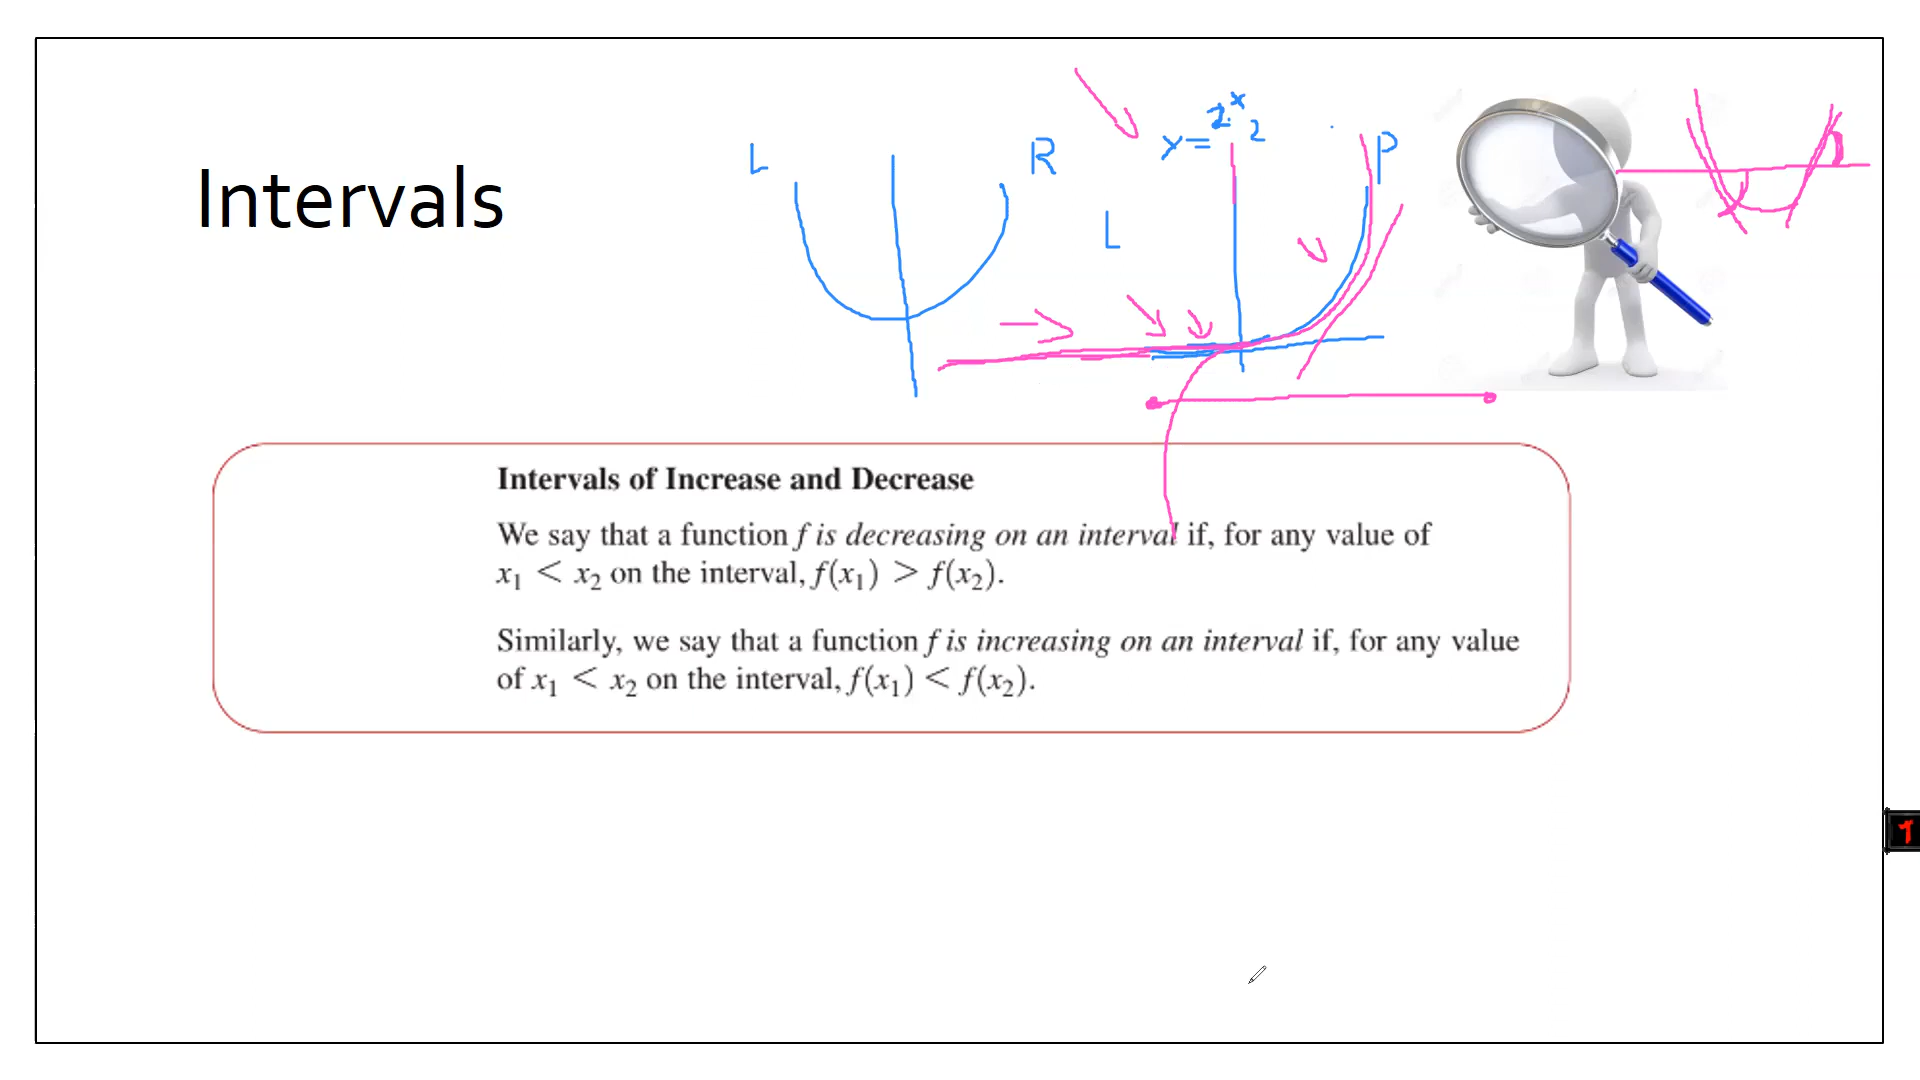 Intervals
L
R
y=2^x
2
P
L
Intervals of Increase and Decrease
We say that a function f is decreasing on an interval if, for any value of
x₁ < x₂ on the interval, f(x₁) > f(x₂).
Similarly, we say that a function f is increasing on an interval if, for any value
of x₁ < x₂ on the interval, f(x₁) < f(x₂).
1